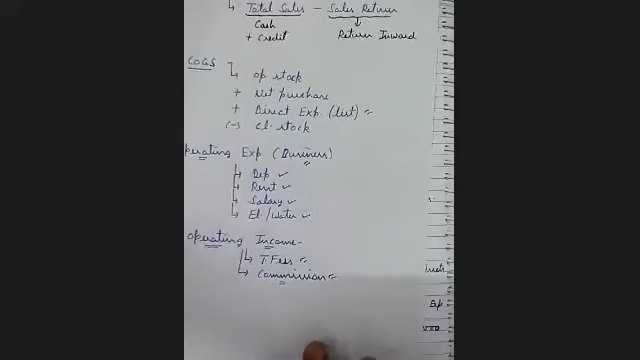 ↳ Total Sales - Sales Return
Cash
+ Credit
↓
Return Inward
COGS
↳ op stock
+ Net purchase
+ Direct Exp. (list)
(-) cl. stock
Operating Exp (Business)
→ Dep ✓
→ Rent ✓
→ Salary ✓
→ El./Water ✓
Operating Income
↳ T. Fees
↳ Commission
Exp